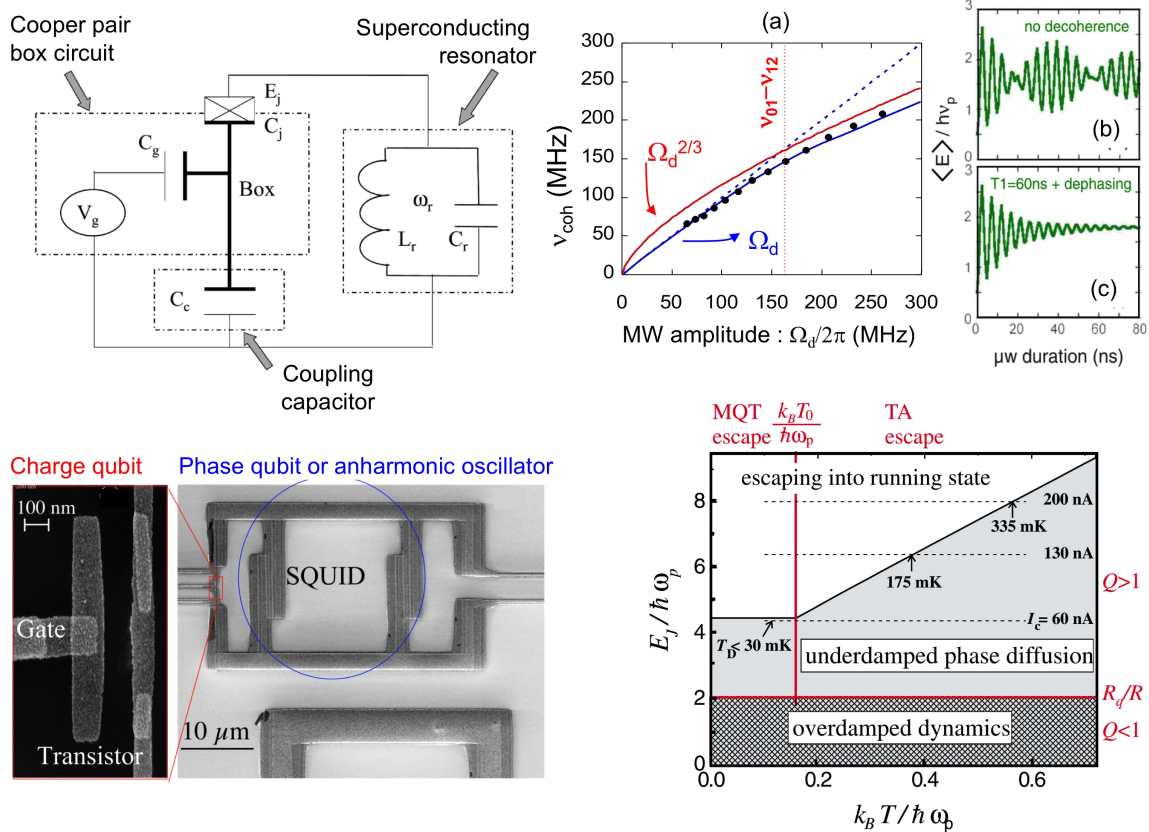 Cooper pair
box circuit
Superconducting
resonator
E_j
C_j
C_g
Box
V_g
ω_r
L_r
C_r
C_c
Coupling
capacitor
(a)
300
250
200
150
100
50
0
ν_coh (MHz)
ν_01–ν_12
Ω_d^2/3
Ω_d
0
50
100
150
200
250
300
MW amplitude : Ω_d/2π (MHz)
<E> / hν_p
3
2
1
0
no decoherence
(b)
3
2
1
0
T1=60ns + dephasing
(c)
0
20
40
60
80
μw duration (ns)
Charge qubit
100 nm
Gate
Transistor
Phase qubit or anharmonic oscillator
SQUID
10 μm
MQT
escape
k_B T_0
ħω_p
TA
escape
escaping into running state
200 nA
335 mK
130 nA
175 mK
I_c= 60 nA
T_D< 30 mK
underdamped phase diffusion
overdamped dynamics
Q>1
R_q/R
Q<1
E_J/ħω_p
8
6
4
2
0
0.0
0.2
0.4
0.6
k_B T/ħω_p